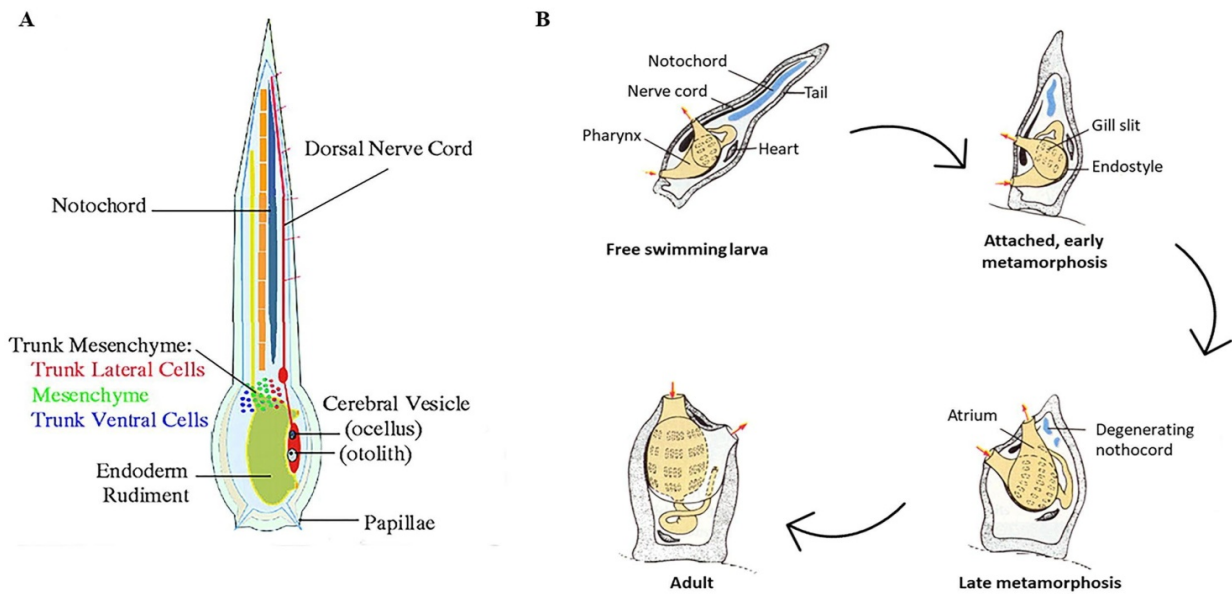 A
Dorsal Nerve Cord
Notochord
Trunk Mesenchyme:
Trunk Lateral Cells
Mesenchyme
Trunk Ventral Cells
Cerebral Vesicle
(ocellus)
(otolith)
Endoderm
Rudiment
Papillae
B
Notochord
Nerve cord
Tail
Pharynx
Heart
Free swimming larva
Gill slit
Endostyle
Attached, early
metamorphosis
Atrium
Degenerating
nothocord
Late metamorphosis
Adult